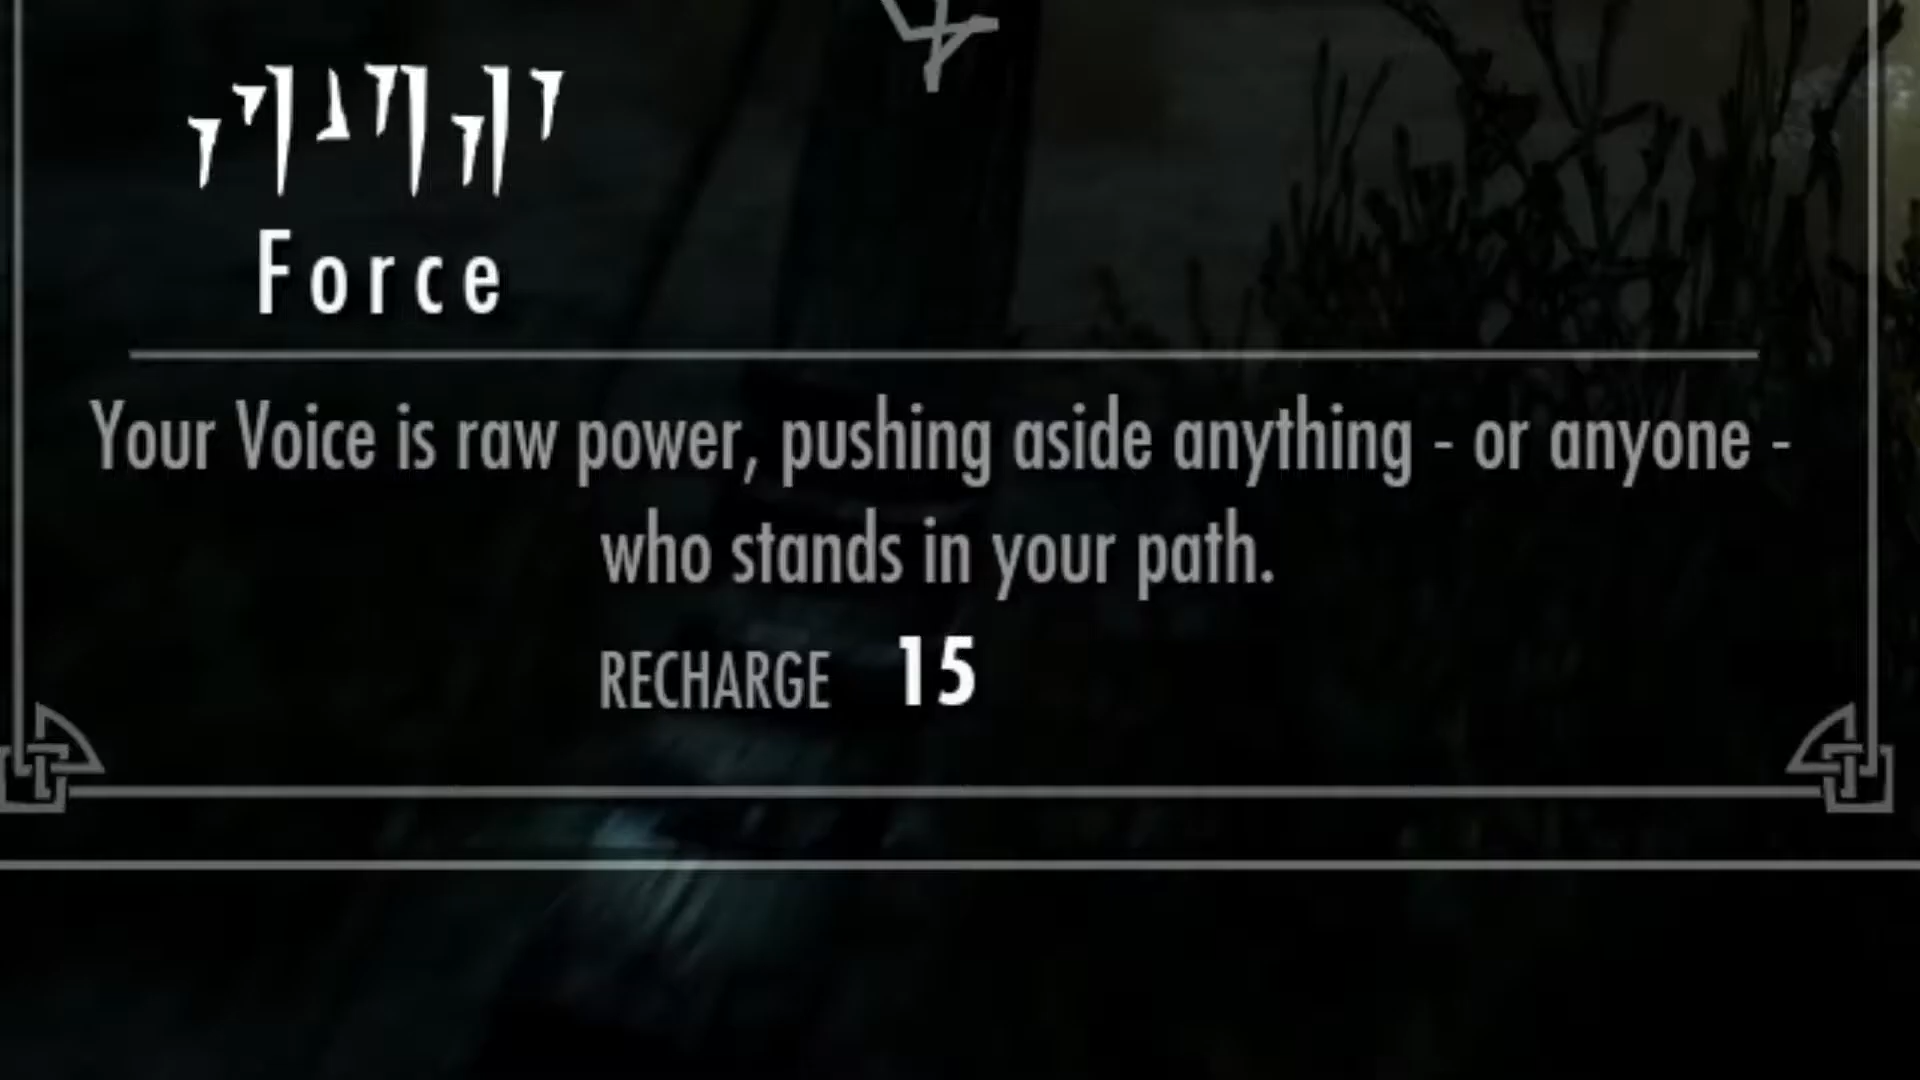 Force
Your Voice is raw power, pushing aside anything - or anyone -
who stands in your path.
RECHARGE 15